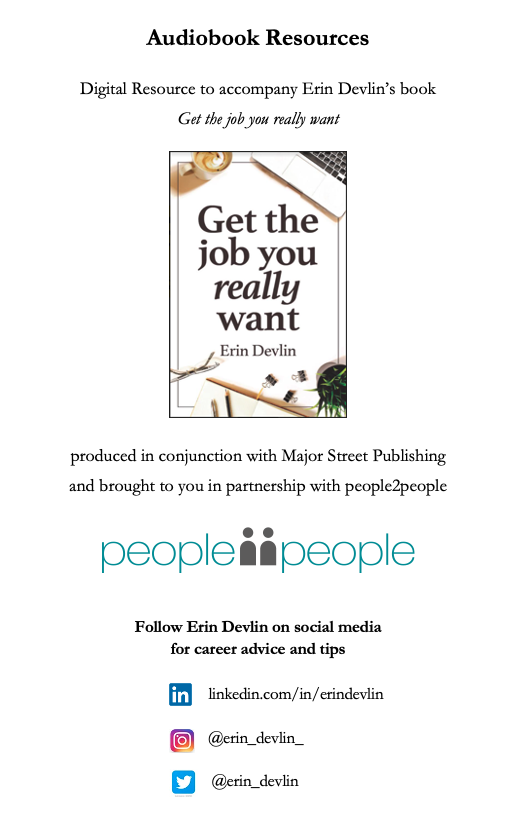 Audiobook Resources
Digital Resource to accompany Erin Devlin's book
Get the job you really want
Get the
job you
really
want
Erin Devlin
produced in conjunction with Major Street Publishing
and brought to you in partnership with people2people
people people
Follow Erin Devlin on social media
for career advice and tips
in linkedin.com/in/erindevlin
@erin_devlin_
@erin_devlin